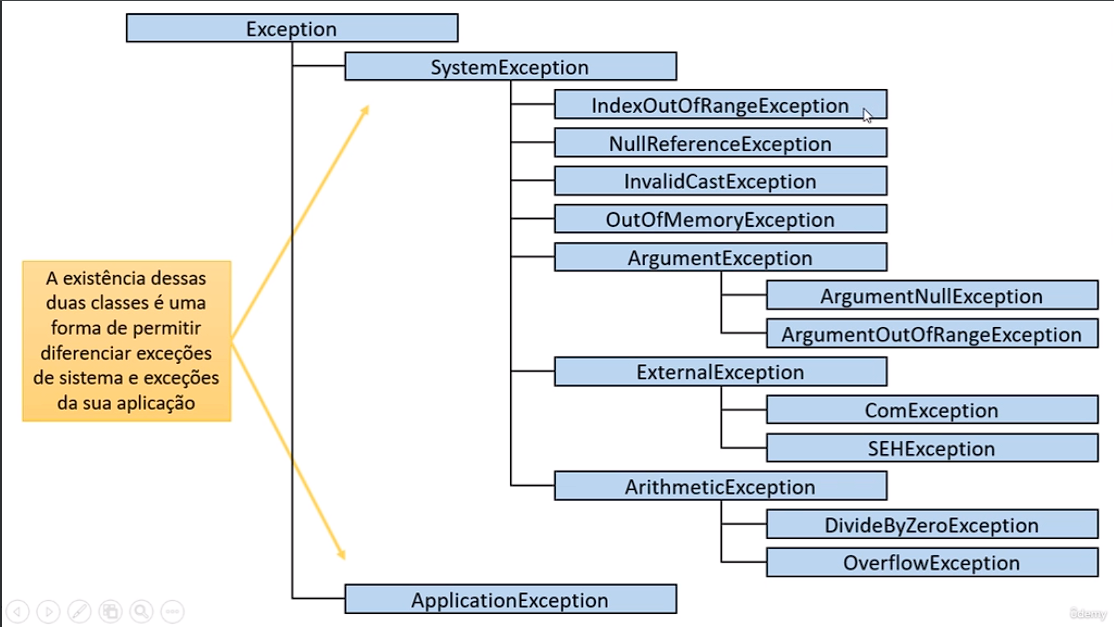 Exception
SystemException
IndexOutOfRangeException
NullReferenceException
InvalidCastException
OutOfMemoryException
ArgumentException
ArgumentNullException
ArgumentOutOfRangeException
ExternalException
ComException
SEHException
ArithmeticException
DivideByZeroException
OverflowException
ApplicationException
A existência dessas
duas classes é uma
forma de permitir
diferenciar exceções
de sistema e exceções
da sua aplicação
ûdemy